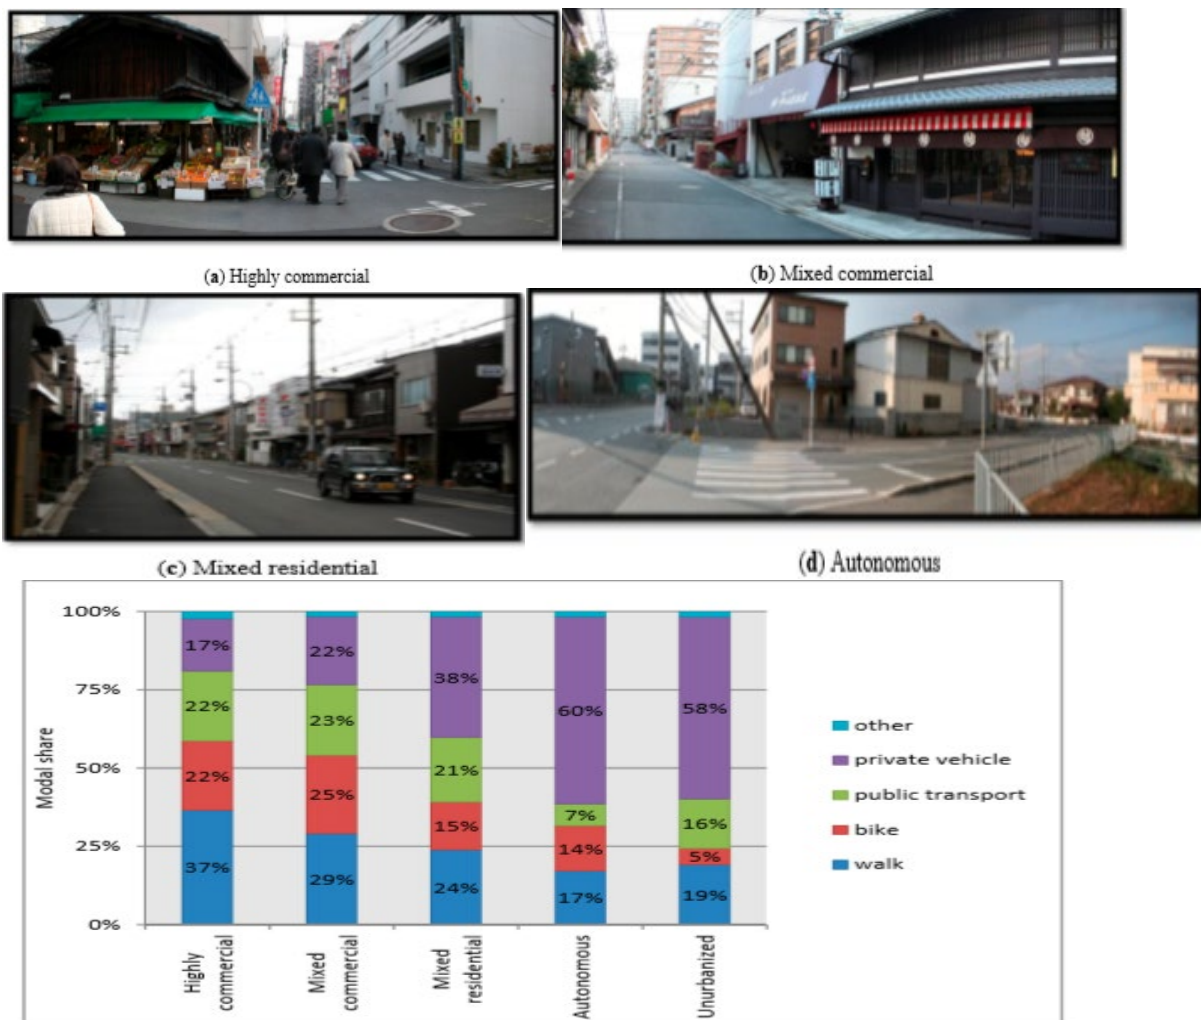 (a) Highly commercial
(b) Mixed commercial
(c) Mixed residential
(d) Autonomous
100%
75%
50%
25%
0%
Modal share
17%
22%
22%
37%
22%
23%
25%
29%
38%
21%
15%
24%
60%
7%
14%
17%
58%
16%
5%
19%
Highly
commercial
Mixed
commercial
Mixed
residential
Autonomous
Unurbanized
other
private vehicle
public transport
bike
walk